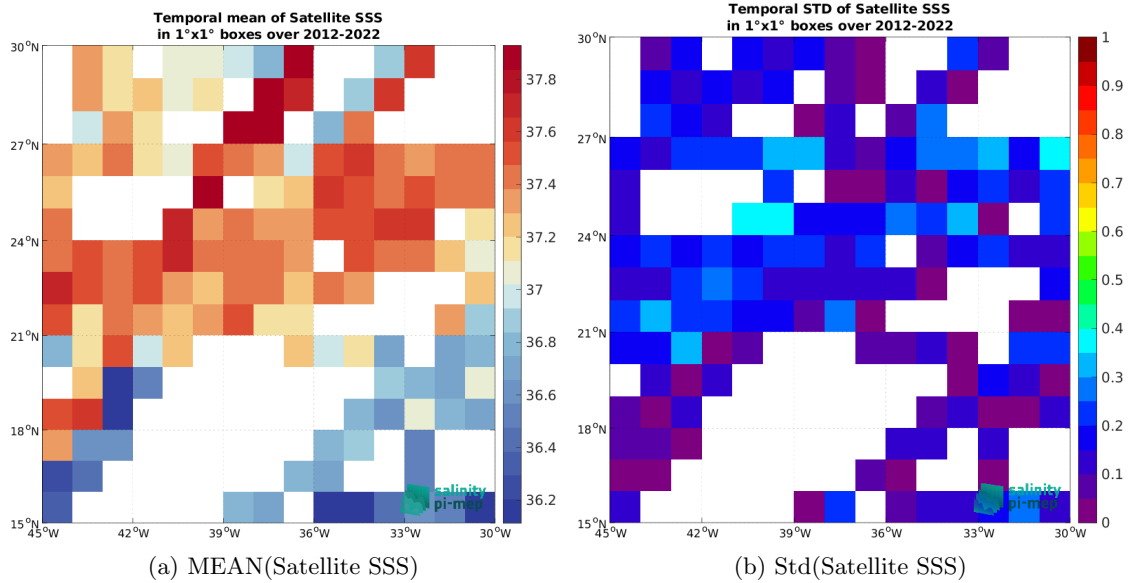 Temporal mean of Satellite SSS
in 1°x1° boxes over 2012-2022
30°N
27°N
24°N
21°N
18°N
15°N
45°W
42°W
39°W
36°W
33°W
30°W
37.8
37.6
37.4
37.2
37
36.8
36.6
36.4
36.2
salinity
pi-mep
(a) MEAN(Satellite SSS)
Temporal STD of Satellite SSS
in 1°x1° boxes over 2012-2022
30°N
27°N
24°N
21°N
18°N
15°N
45°W
42°W
39°W
36°W
33°W
30°W
1
0.9
0.8
0.7
0.6
0.5
0.4
0.3
0.2
0.1
0
salinity
pi-mep
(b) Std(Satellite SSS)